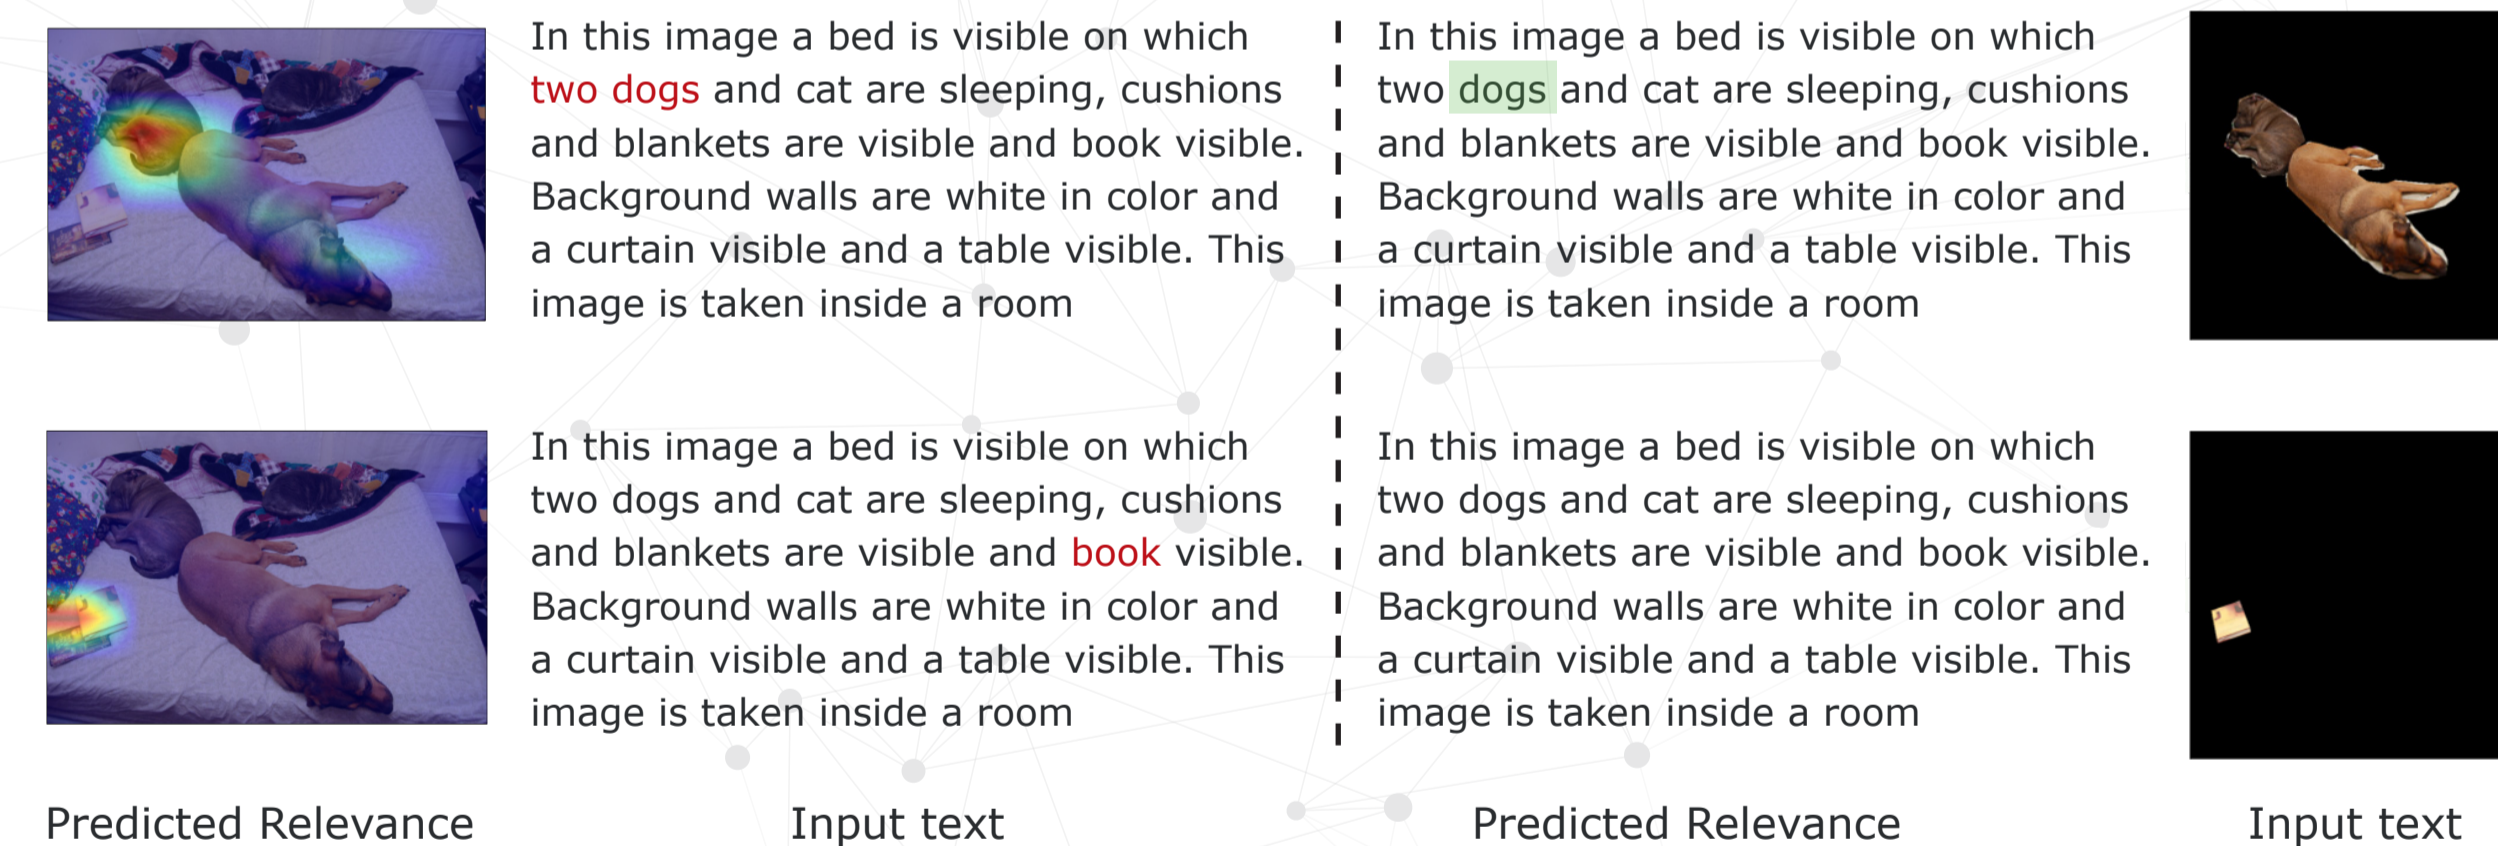 In this image a bed is visible on which
two dogs and cat are sleeping, cushions
and blankets are visible and book visible.
Background walls are white in color and
a curtain visible and a table visible. This
image is taken inside a room
In this image a bed is visible on which
two dogs and cat are sleeping, cushions
and blankets are visible and book visible.
Background walls are white in color and
a curtain visible and a table visible. This
image is taken inside a room
In this image a bed is visible on which
two dogs and cat are sleeping, cushions
and blankets are visible and book visible.
Background walls are white in color and
a curtain visible and a table visible. This
image is taken inside a room
In this image a bed is visible on which
two dogs and cat are sleeping, cushions
and blankets are visible and book visible.
Background walls are white in color and
a curtain visible and a table visible. This
image is taken inside a room
Predicted Relevance
Input text
Predicted Relevance
Input text